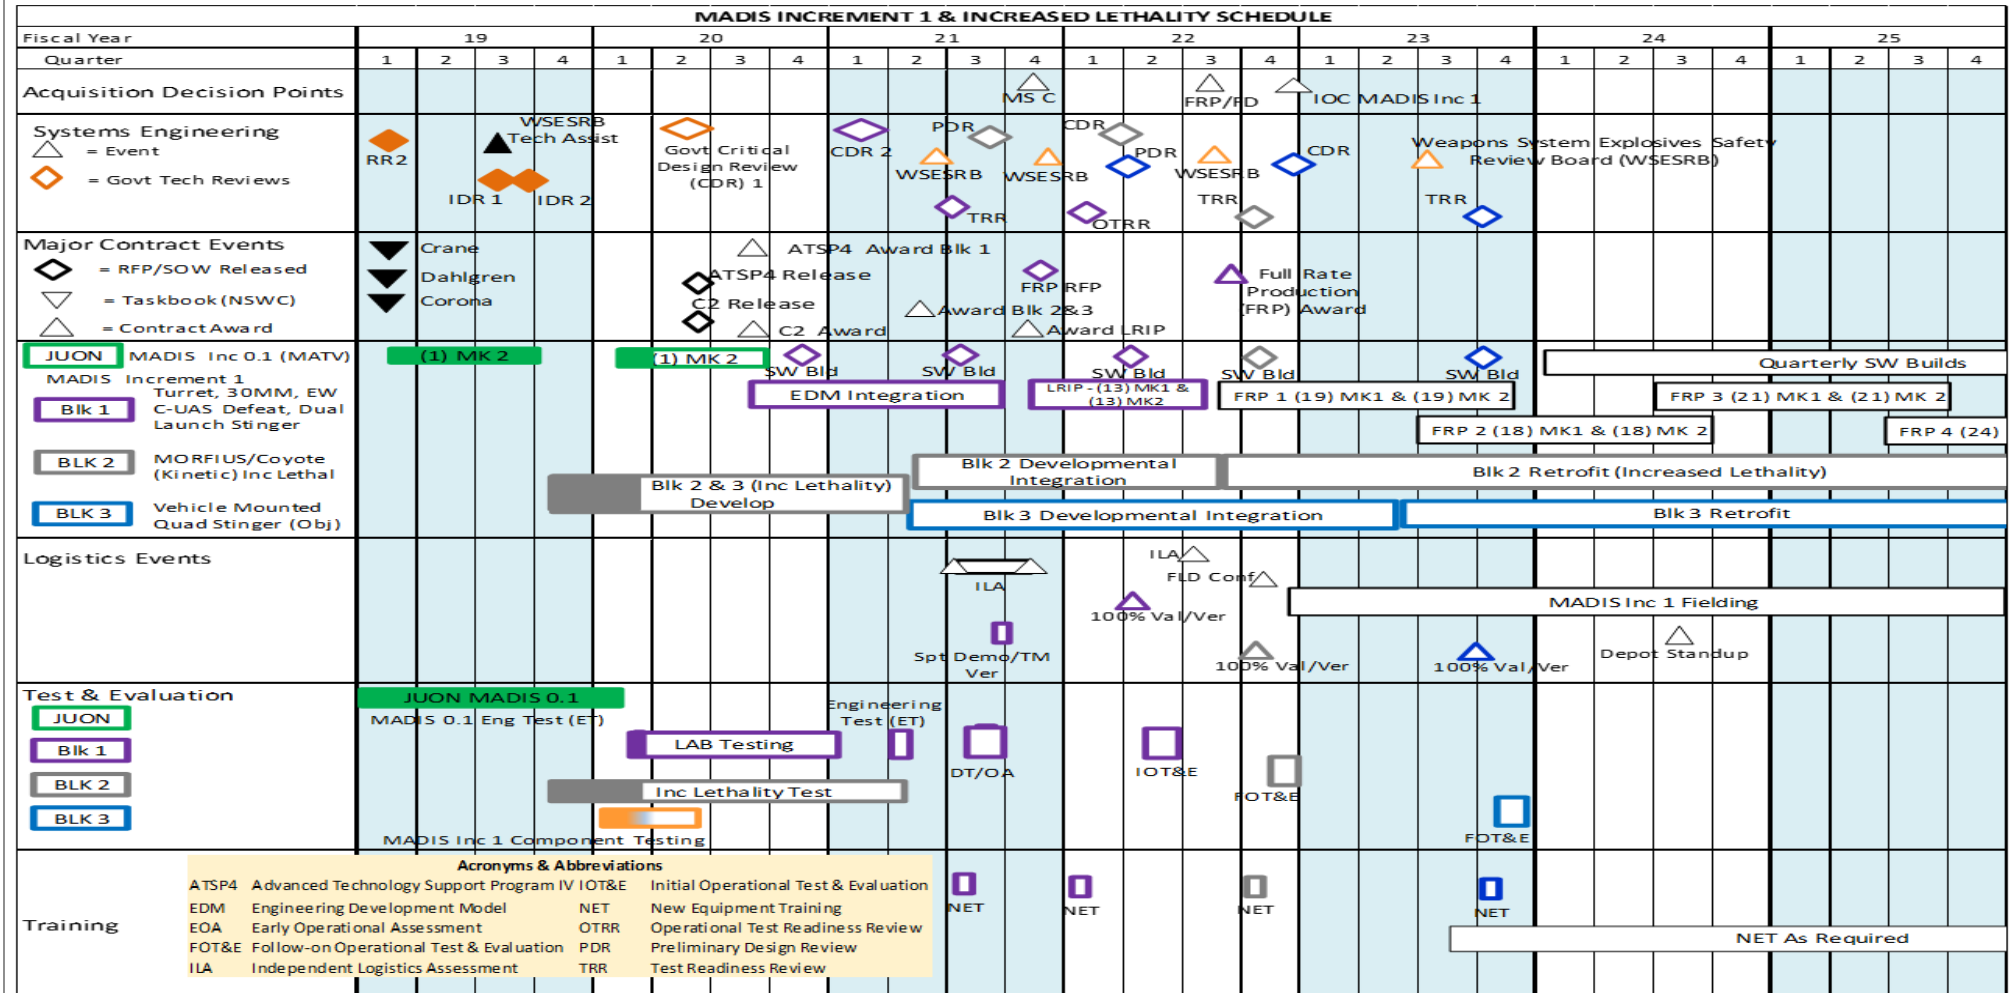 MADIS INCREMENT 1 & INCREASED LETHALITY SCHEDULE
Fiscal Year 19 20 21 22 23 24 25
Quarter 1 2 3 4 1 2 3 4 1 2 3 4 1 2 3 4 1 2 3 4 1 2 3 4 1 2 3 4
Acquisition Decision Points
MS C
FRP/FD
IOC MADIS Inc 1
Systems Engineering
= Event
= Govt Tech Reviews
RR2
WSESRB
Tech Assist
IDR 1
IDR 2
Govt Critical
Design Review
(CDR) 1
CDR 2
PDR
WSESRB
WSESRB
TRR
CDR
PDR
OTRR
WSESRB
TRR
CDR
Weapons System Explosives Safety
Review Board (WSESRB)
TRR
Major Contract Events
= RFP/SOW Released
= Taskbook (NSWC)
= Contract Award
Crane
Dahlgren
Corona
ATSP4 Award Blk 1
ATSP4 Release
C2 Release
C2 Award
FRP RFP
Award Blk 2&3
Award LRIP
Full Rate
Production
(FRP) Award
JUON MADIS Inc 0.1 (MATV)
MADIS Increment 1
Blk 1
Turret, 30MM, EW
C-UAS Defeat, Dual
Launch Stinger
BLK 2
MORFIUS/Coyote
(Kinetic) Inc Lethal
BLK 3
Vehicle Mounted
Quad Stinger (Obj)
(1) MK 2
(1) MK 2
SW Bld
SW Bld
SW Bld
SW Bld
SW Bld
Quarterly SW Builds
EDM Integration
LRIP - (13) MK1 &
(13) MK2
FRP 1 (19) MK1 & (19) MK 2
FRP 3 (21) MK1 & (21) MK 2
FRP 2 (18) MK1 & (18) MK 2
FRP 4 (24)
Blk 2 & 3 (Inc Lethality)
Develop
Blk 2 Developmental
Integration
Blk 2 Retrofit (Increased Lethality)
Blk 3 Developmental Integration
Blk 3 Retrofit
Logistics Events
ILA
ILA
FLD Conf
100% Val/Ver
MADIS Inc 1 Fielding
Spt Demo/TM
Ver
100% Val/Ver
100% Val/Ver
Depot Standup
Test & Evaluation
JUON
Blk 1
BLK 2
BLK 3
JUON MADIS 0.1
MADIS 0.1 Eng Test (ET)
Engineering
Test (ET)
LAB Testing
DT/OA
IOT&E
Inc Lethality Test
FOT&E
MADIS Inc 1 Component Testing
FOT&E
Training
Acronyms & Abbreviations
ATSP4 Advanced Technology Support Program IV IOT&E Initial Operational Test & Evaluation
EDM Engineering Development Model NET New Equipment Training
EOA Early Operational Assessment OTRR Operational Test Readiness Review
FOT&E Follow-on Operational Test & Evaluation PDR Preliminary Design Review
ILA Independent Logistics Assessment TRR Test Readiness Review
NET
NET
NET
NET
NET As Required